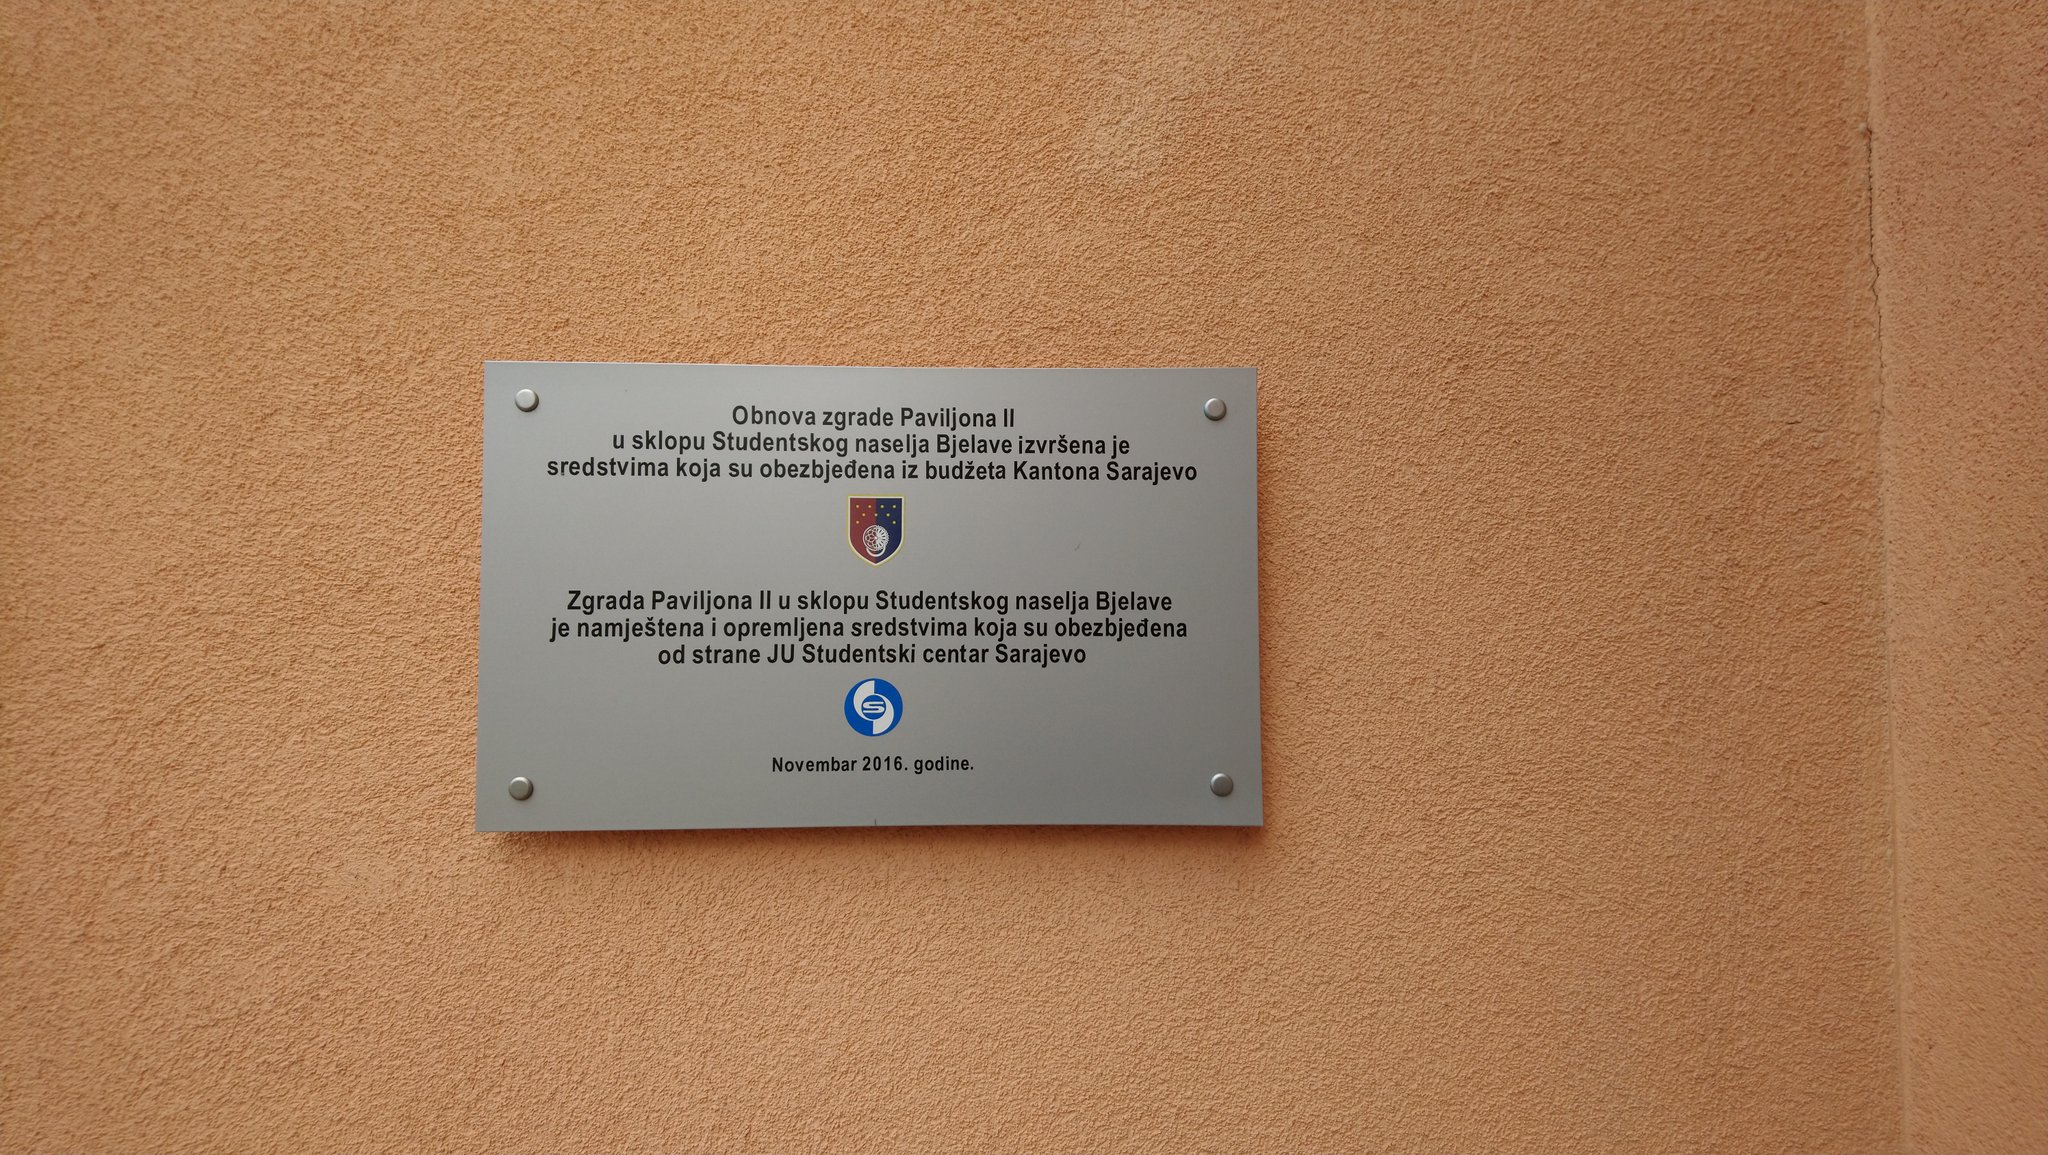 Obnova zgrade Paviljona II
u sklopu Studentskog naselja Bjelave izvršena je
sredstvima koja su obezbjeđena iz budžeta Kantona Sarajevo
Zgrada Paviljona II u sklopu Studentskog naselja Bjelave
je namještena i opremljena sredstvima koja su obezbjeđena
od strane JU Studentski centar Sarajevo
S
Novembar 2016. godine.